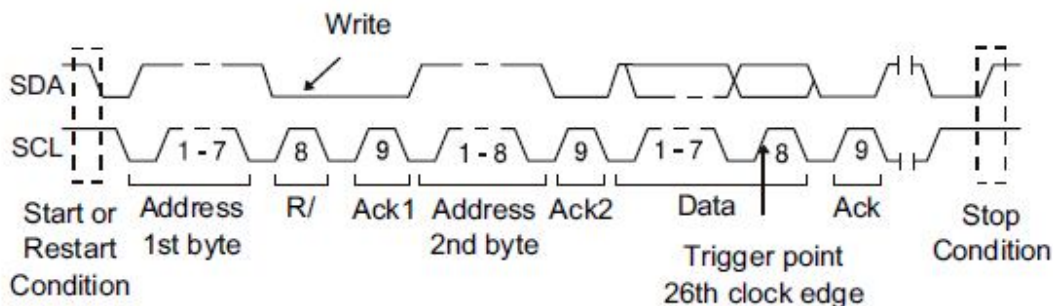 Write
SDA
SCL 1 - 7 8 9 1 - 8 9 1 - 7 8 9
Start or Restart Condition
Address 1st byte
R/
Ack1
Address 2nd byte
Ack2
Data
Trigger point
26th clock edge
Ack
Stop
Condition